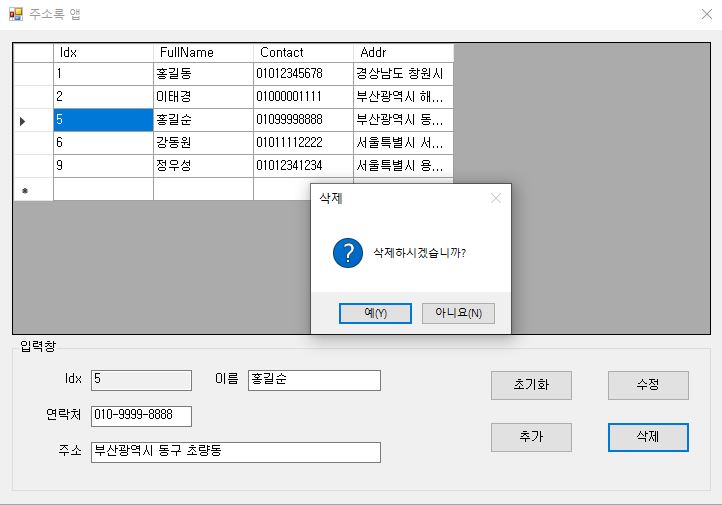 주소록 앱
Idx FullName Contact Addr
1 홍길동 01012345678 경상남도 창원시
2 이태경 01000001111 부산광역시 해...
5 홍길순 01099998888 부산광역시 동...
6 강동원 01011112222 서울특별시 서...
9 정우성 01012341234 서울특별시 용...
삭제
삭제하시겠습니까?
예(Y) 아니요(N)
입력창
Idx 5 이름 홍길순 초기화 수정
연락처 010-9999-8888
추가 삭제
주소 부산광역시 동구 초량동